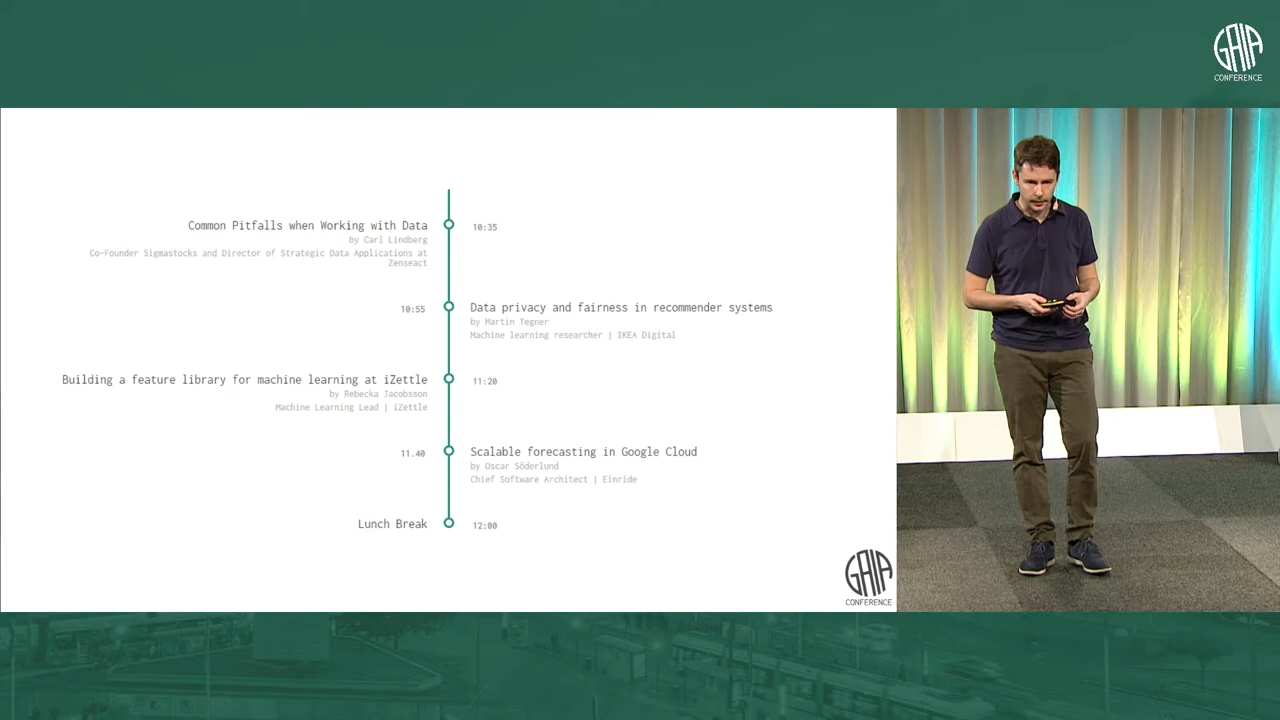 GAIA
CONFERENCE
Common Pitfalls when Working with Data
10:35
by Carl Lindberg
Co-Founder Sigmastocks and Director of Strategic Data Applications at
Zenseact
10:55
Data privacy and fairness in recommender systems
by Martin Tegner
Machine learning researcher | IKEA Digital
Building a feature library for machine learning at iZettle
11:20
by Rebecka Jacobsson
Machine Learning Lead | iZettle
11.40
Scalable forecasting in Google Cloud
by Oscar Söderlund
Chief Software Architect | Einride
Lunch Break
12:00
GAIA
CONFERENCE